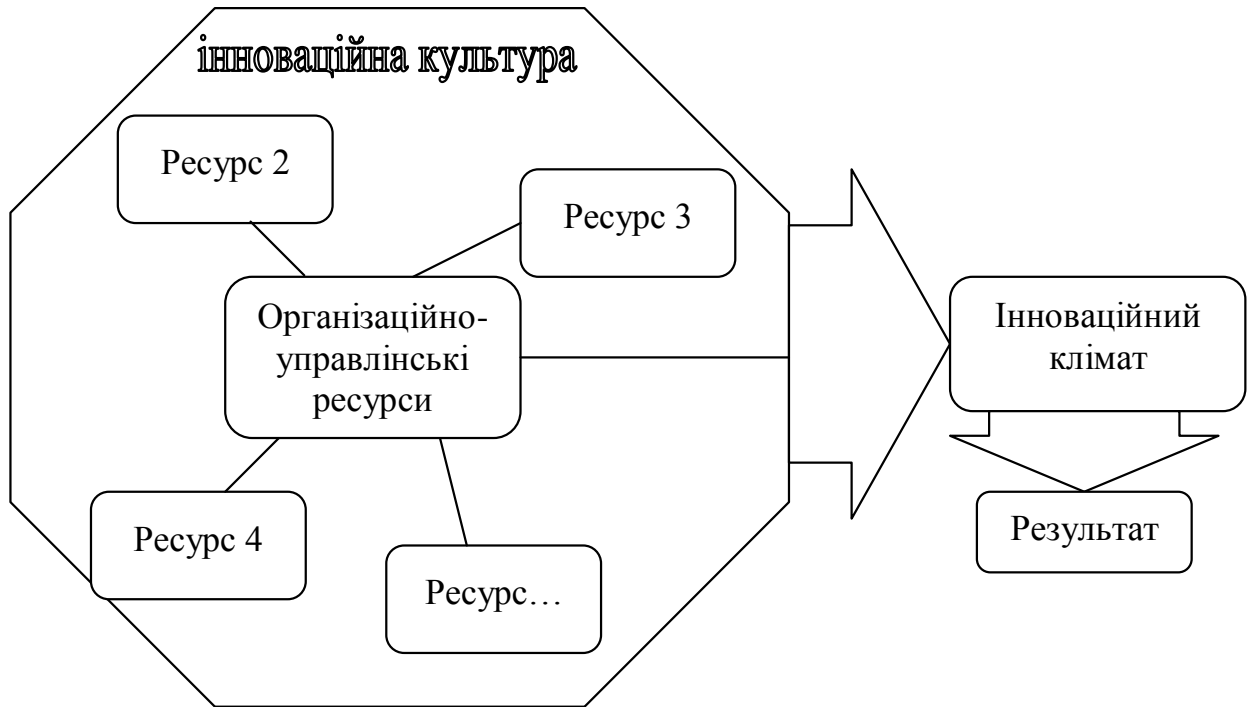 інноваційна культура
Ресурс 2
Ресурс 3
Організаційно-
управлінські
ресурси
Інноваційний
клімат
Ресурс 4
Ресурс…
Результат